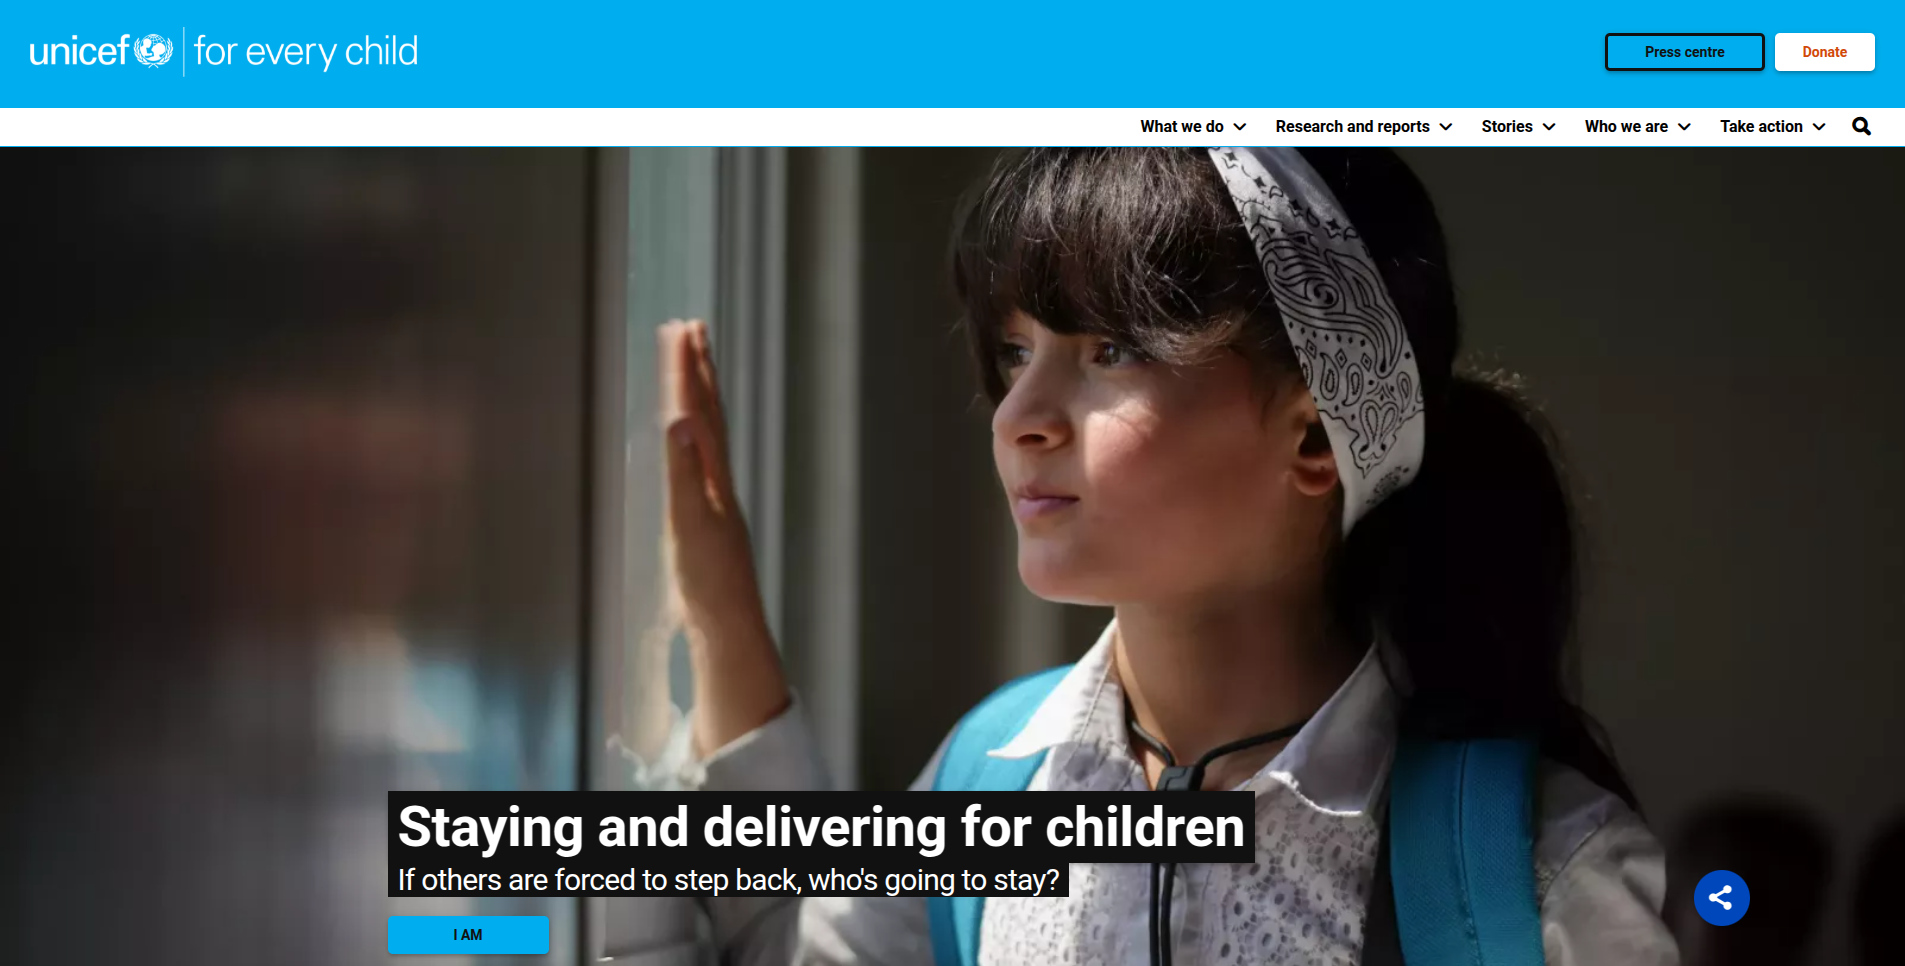 unicef for every child
Press centre
Donate
What we do
Research and reports
Stories
Who we are
Take action
Staying and delivering for children
If others are forced to step back, who's going to stay?
I AM